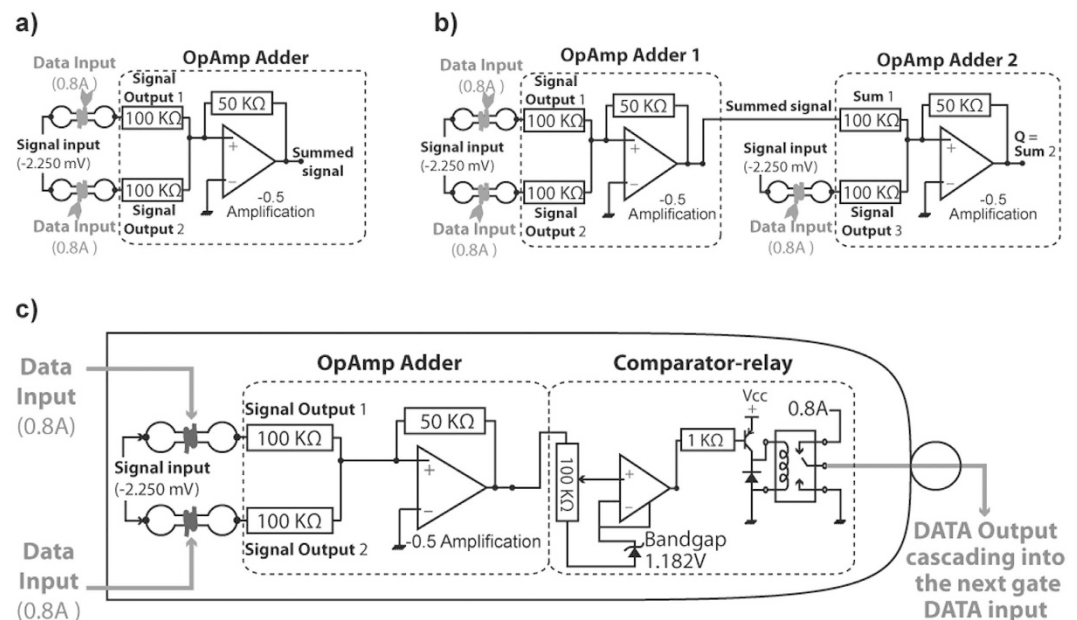 a)
OpAmp Adder
Data Input
(0.8A )
Signal
Output 1
50 KΩ
100 KΩ
Signal input
(-2.250 mV)
+
−
Summed
signal
100 KΩ
-0.5
Amplification
Signal
Output 2
Data Input
(0.8A )
b)
OpAmp Adder 1
OpAmp Adder 2
Data Input
(0.8A )
Signal
Output 1
50 KΩ
100 KΩ
Summed signal
Sum 1
50 KΩ
100 KΩ
Signal input
(-2.250 mV)
+
−
Signal input
(-2.250 mV)
+
−
Q =
Sum 2
100 KΩ
-0.5
Amplification
100 KΩ
-0.5
Amplification
Signal
Output 2
Data Input
(0.8A )
Signal
Output 3
Data Input
(0.8A )
c)
Data
Input
(0.8A)
OpAmp Adder
Comparator-relay
Signal Output 1
50 KΩ
100 KΩ
Vcc
+
0.8A
1 KΩ
Signal input
(-2.250 mV)
+
−
100 KΩ
+
−
100 KΩ
Signal Output 2
-0.5 Amplification
Bandgap
1.182V
Data
Input
(0.8A )
DATA Output
cascading into
the next gate
DATA input